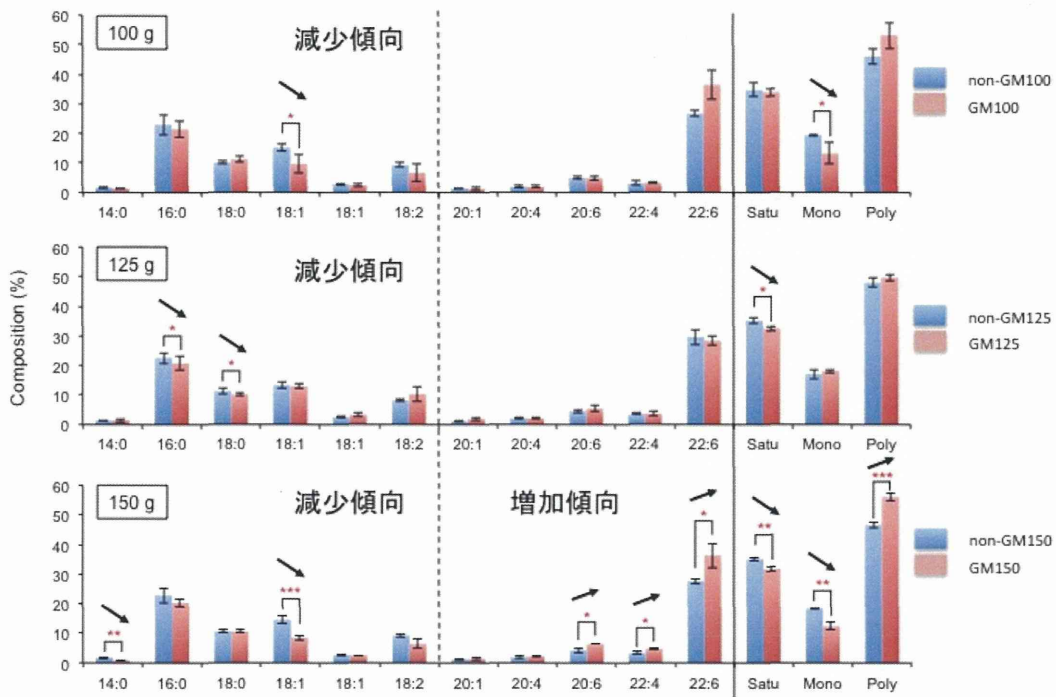 60
50
40
30
20
10
0
100 g
減少傾向
*
*
non-GM100
GM100
14:0 16:0 18:0 18:1 18:1 18:2 20:1 20:4 20:6 22:4 22:6 Satu Mono Poly
Composition (%)
60
50
40
30
20
10
0
125 g
減少傾向
*
*
*
non-GM125
GM125
14:0 16:0 18:0 18:1 18:1 18:2 20:1 20:4 20:6 22:4 22:6 Satu Mono Poly
60
50
40
30
20
10
0
150 g
減少傾向
増加傾向
**
***
*
*
*
**
**
***
non-GM150
GM150
14:0 16:0 18:0 18:1 18:1 18:2 20:1 20:4 20:6 22:4 22:6 Satu Mono Poly